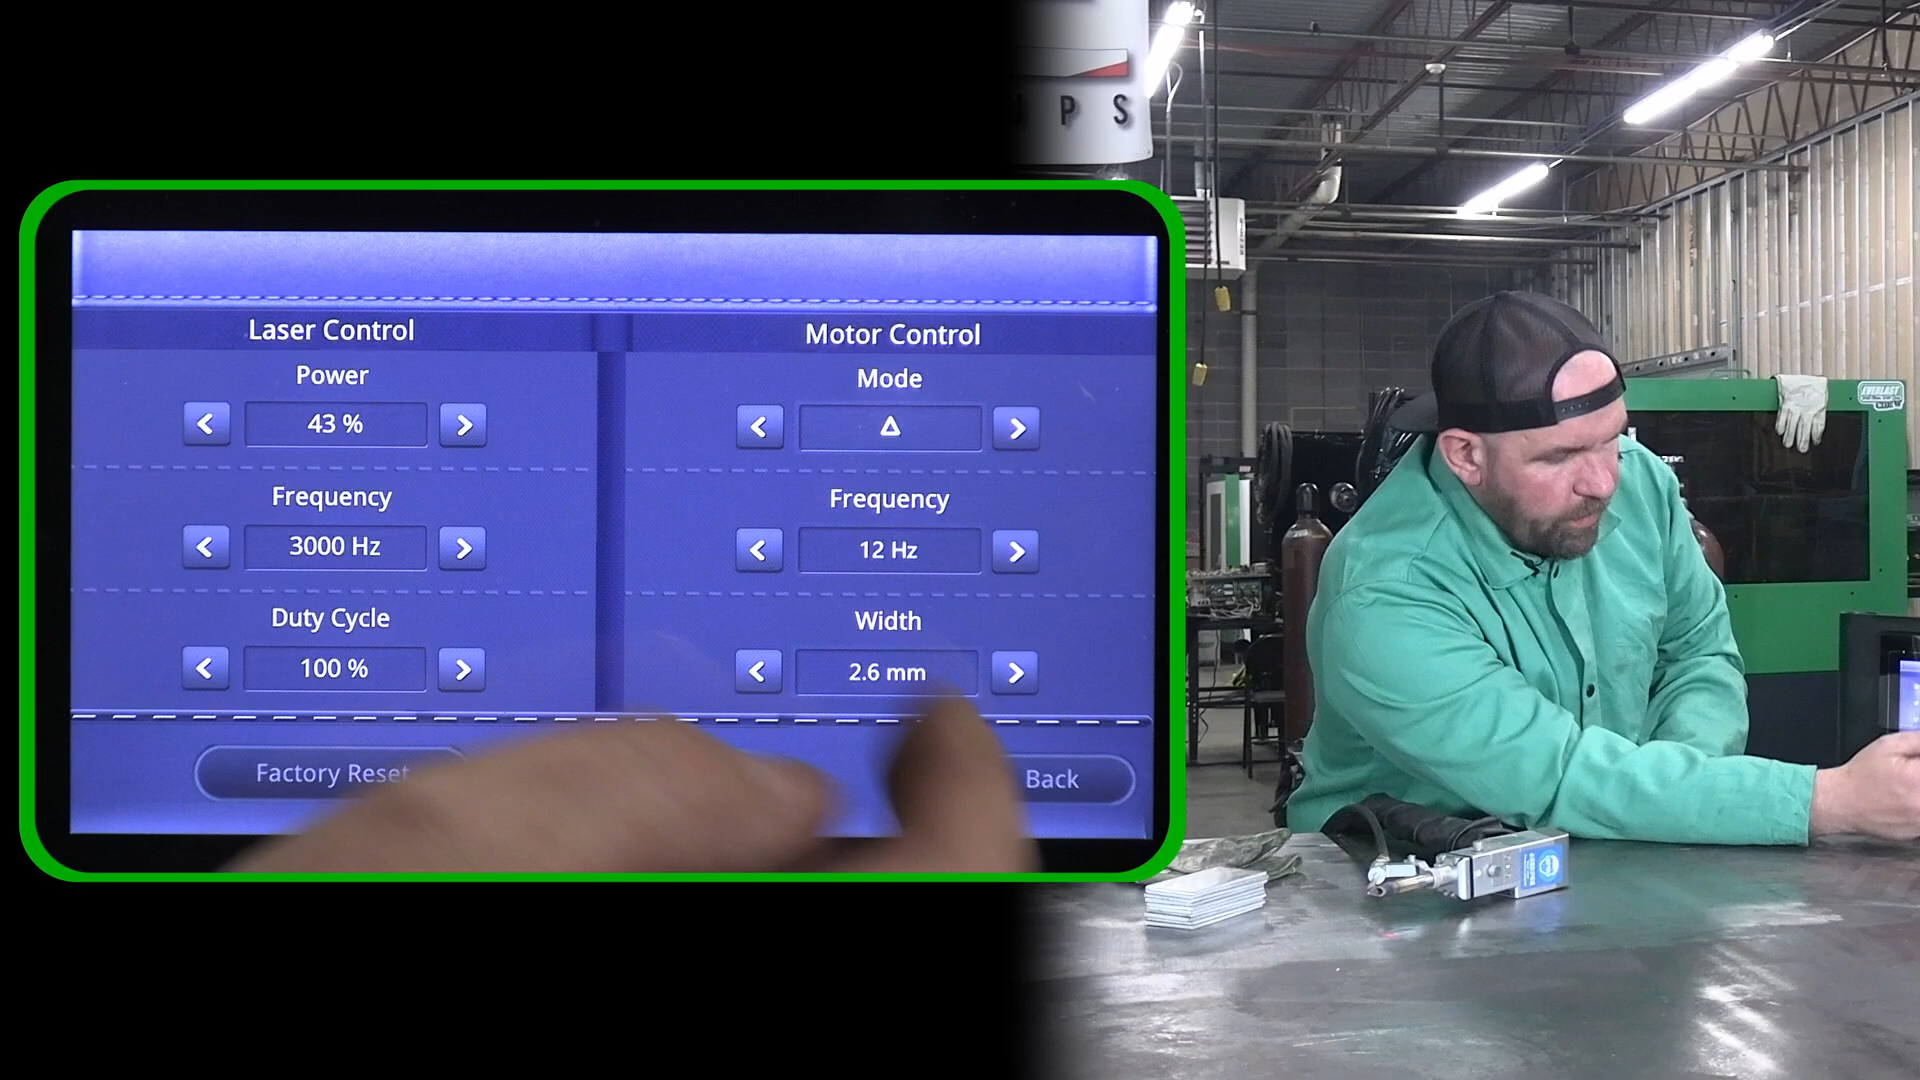 Laser Control
Motor Control
Power
Mode
43 %
Frequency
Frequency
3000 Hz
12 Hz
Duty Cycle
Width
100 %
2.6 mm
Factory Reset
Back
P S
EVERLAST